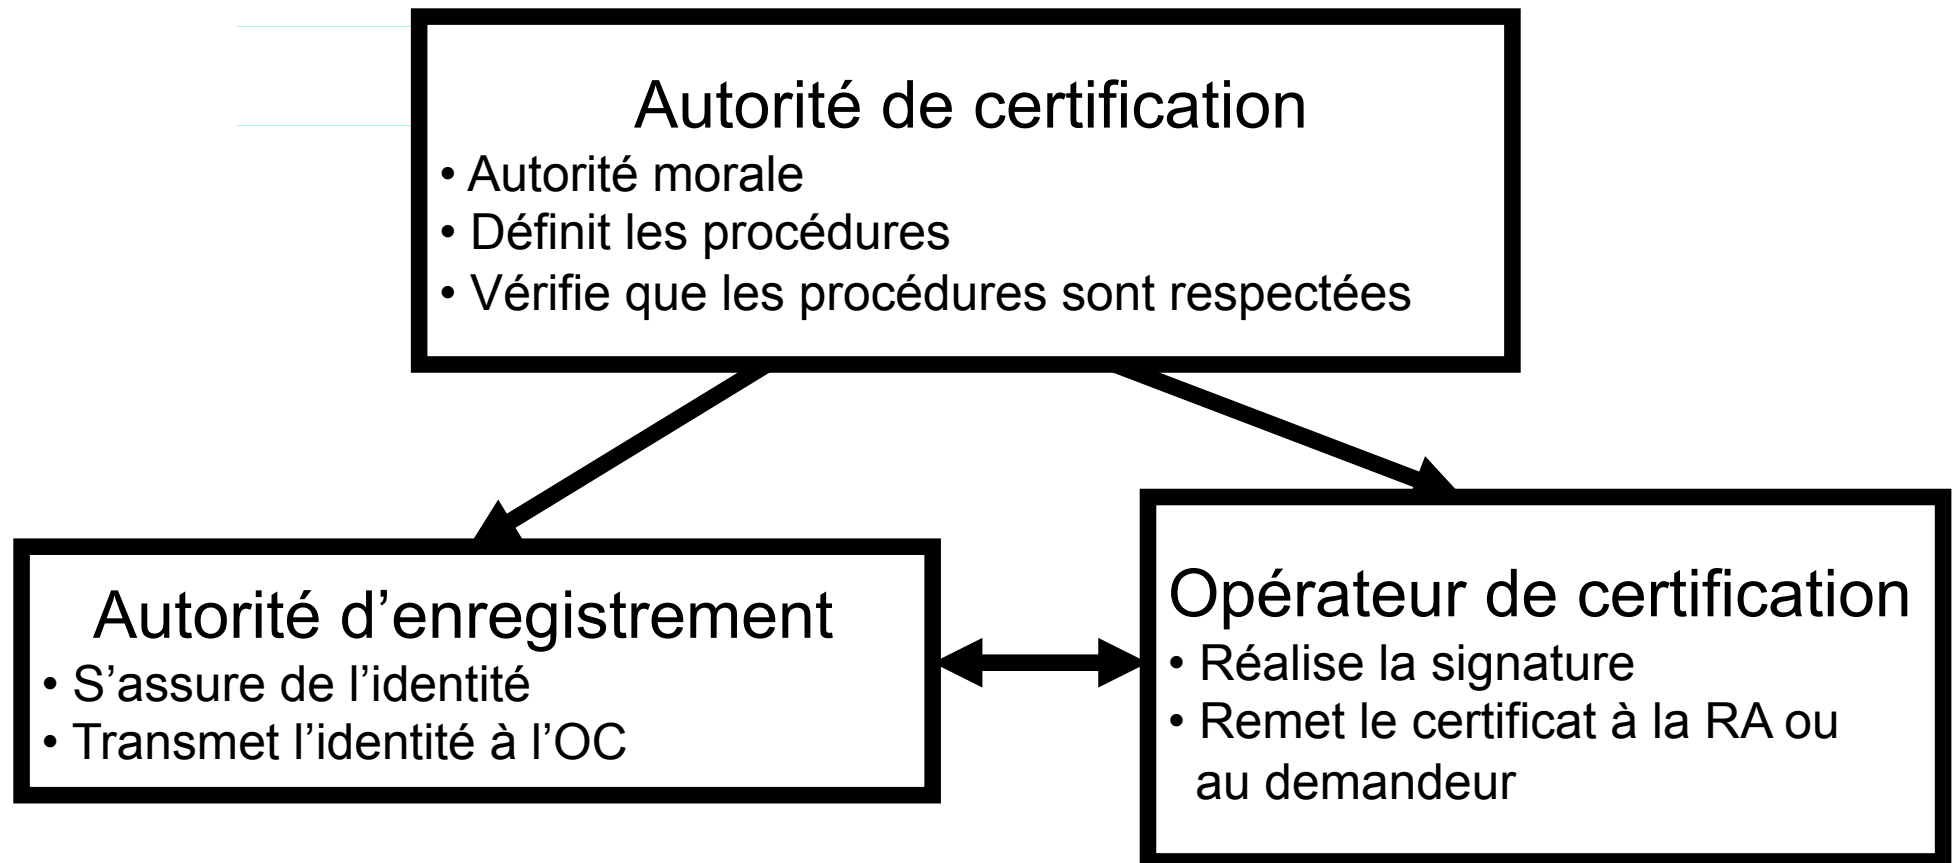 Autorité de certification
• Autorité morale
• Définit les procédures
• Vérifie que les procédures sont respectées
Autorité d’enregistrement
• S’assure de l’identité
• Transmet l’identité à l’OC
Opérateur de certification
• Réalise la signature
• Remet le certificat à la RA ou
au demandeur